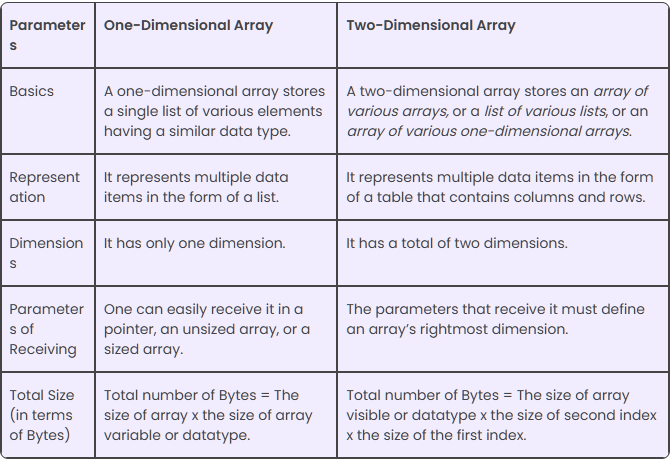 Parameter
s
One-Dimensional Array
Two-Dimensional Array
Basics
A one-dimensional array stores
a single list of various elements
having a similar data type.
A two-dimensional array stores an array of
various arrays, or a list of various lists, or an
array of various one-dimensional arrays.
Represent
ation
It represents multiple data
items in the form of a list.
It represents multiple data items in the form
of a table that contains columns and rows.
Dimension
s
It has only one dimension.
It has a total of two dimensions.
Parameter
s of
Receiving
One can easily receive it in a
pointer, an unsized array, or a
sized array.
The parameters that receive it must define
an array’s rightmost dimension.
Total Size
(in terms
of Bytes)
Total number of Bytes = The
size of array x the size of array
variable or datatype.
Total number of Bytes = The size of array
visible or datatype x the size of second index
x the size of the first index.